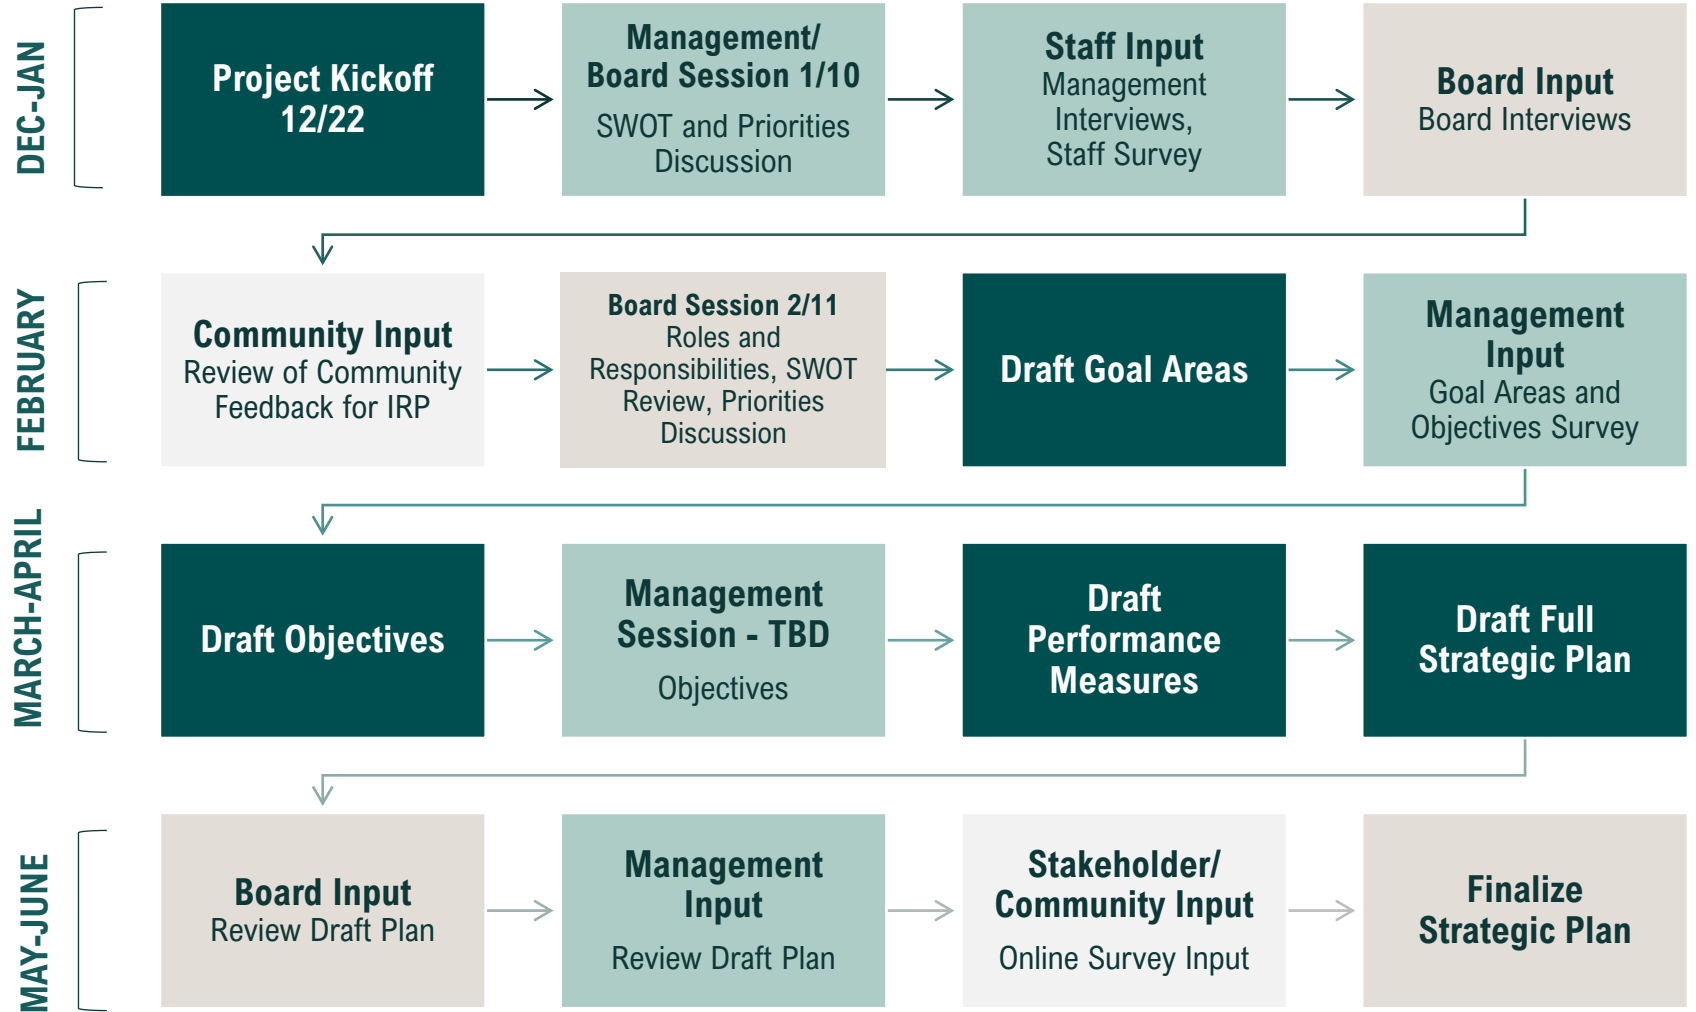 DEC-JAN
Project Kickoff
12/22
Management/
Board Session 1/10
SWOT and Priorities
Discussion
Staff Input
Management
Interviews,
Staff Survey
Board Input
Board Interviews
FEBRUARY
Community Input
Review of Community
Feedback for IRP
Board Session 2/11
Roles and
Responsibilities, SWOT
Review, Priorities
Discussion
Draft Goal Areas
Management
Input
Goal Areas and
Objectives Survey
MARCH-APRIL
Draft Objectives
Management
Session - TBD
Objectives
Draft
Performance
Measures
Draft Full
Strategic Plan
MAY-JUNE
Board Input
Review Draft Plan
Management
Input
Review Draft Plan
Stakeholder/
Community Input
Online Survey Input
Finalize
Strategic Plan